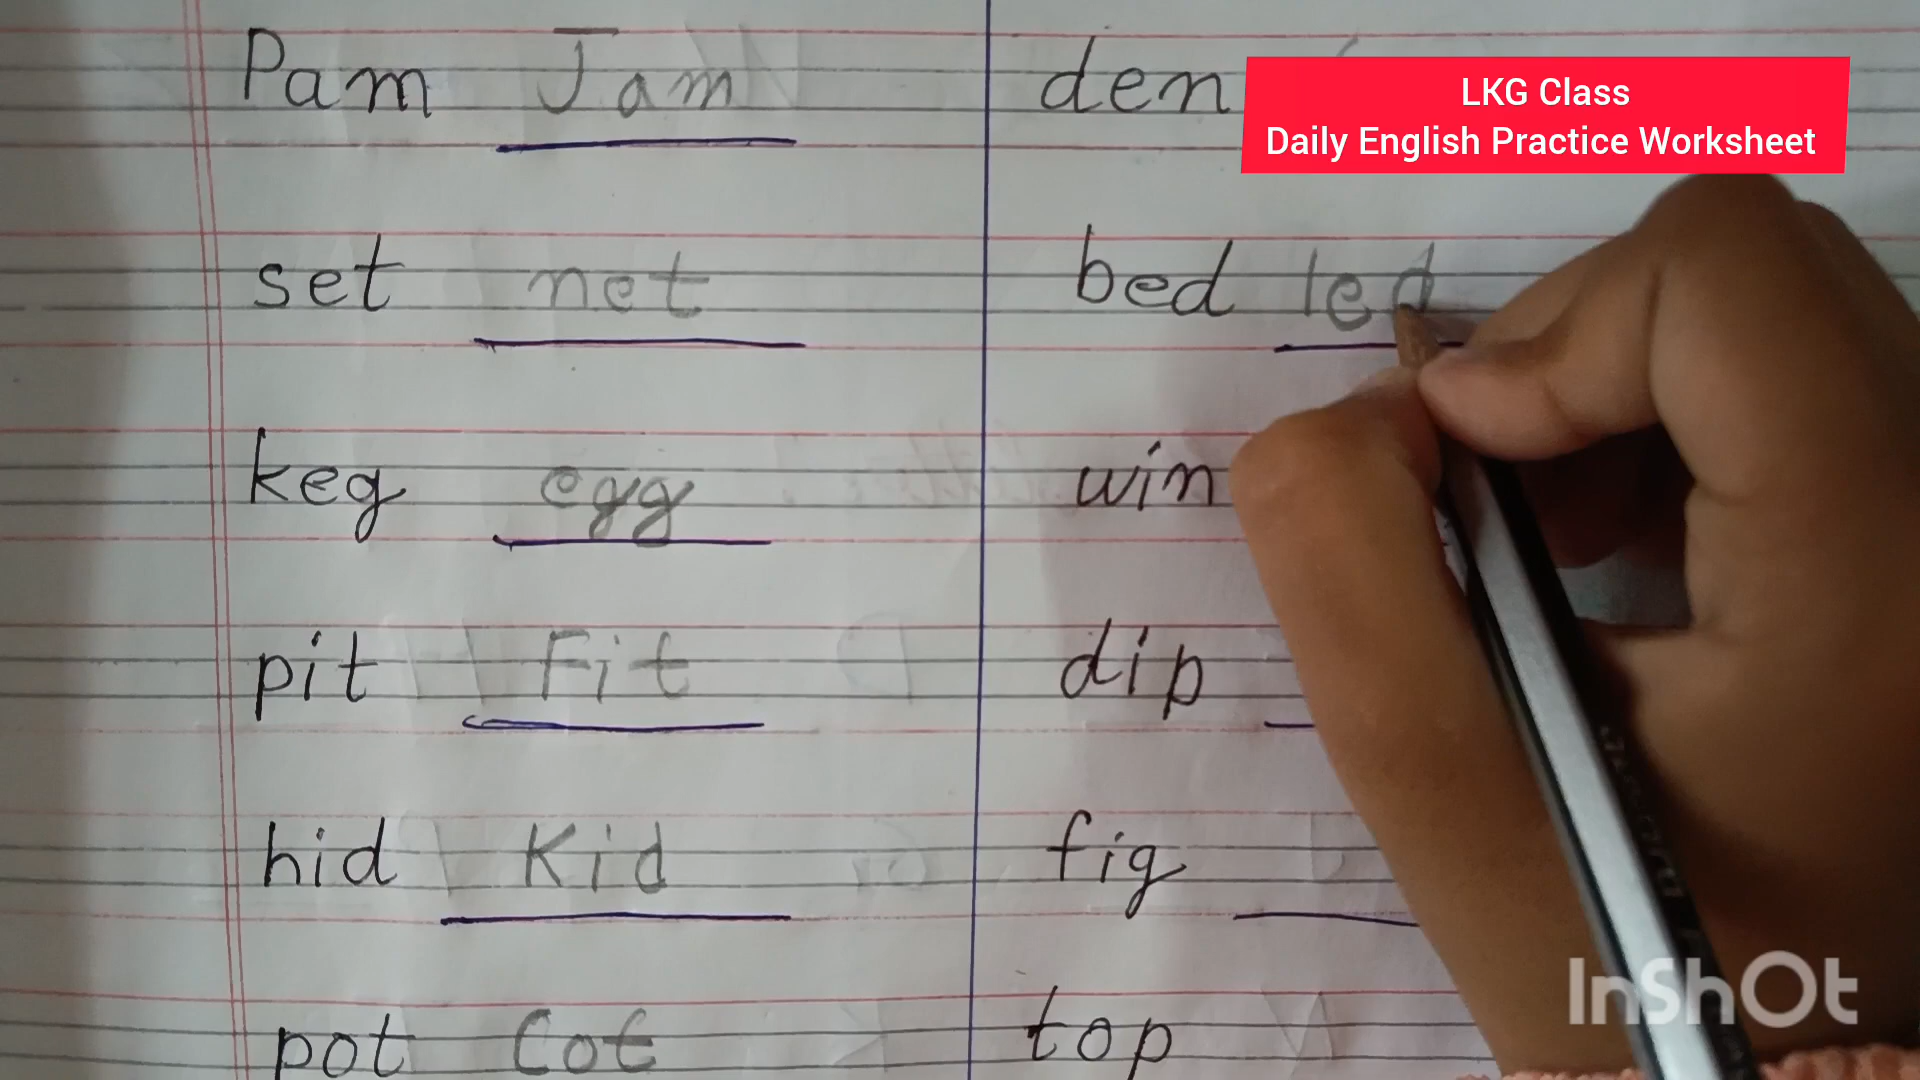 Pam Jam den
LKG Class
Daily English Practice Worksheet
set net bed led
keg egg win
pit Fit dip
hid Kid fig
pot Cot top
InShOt